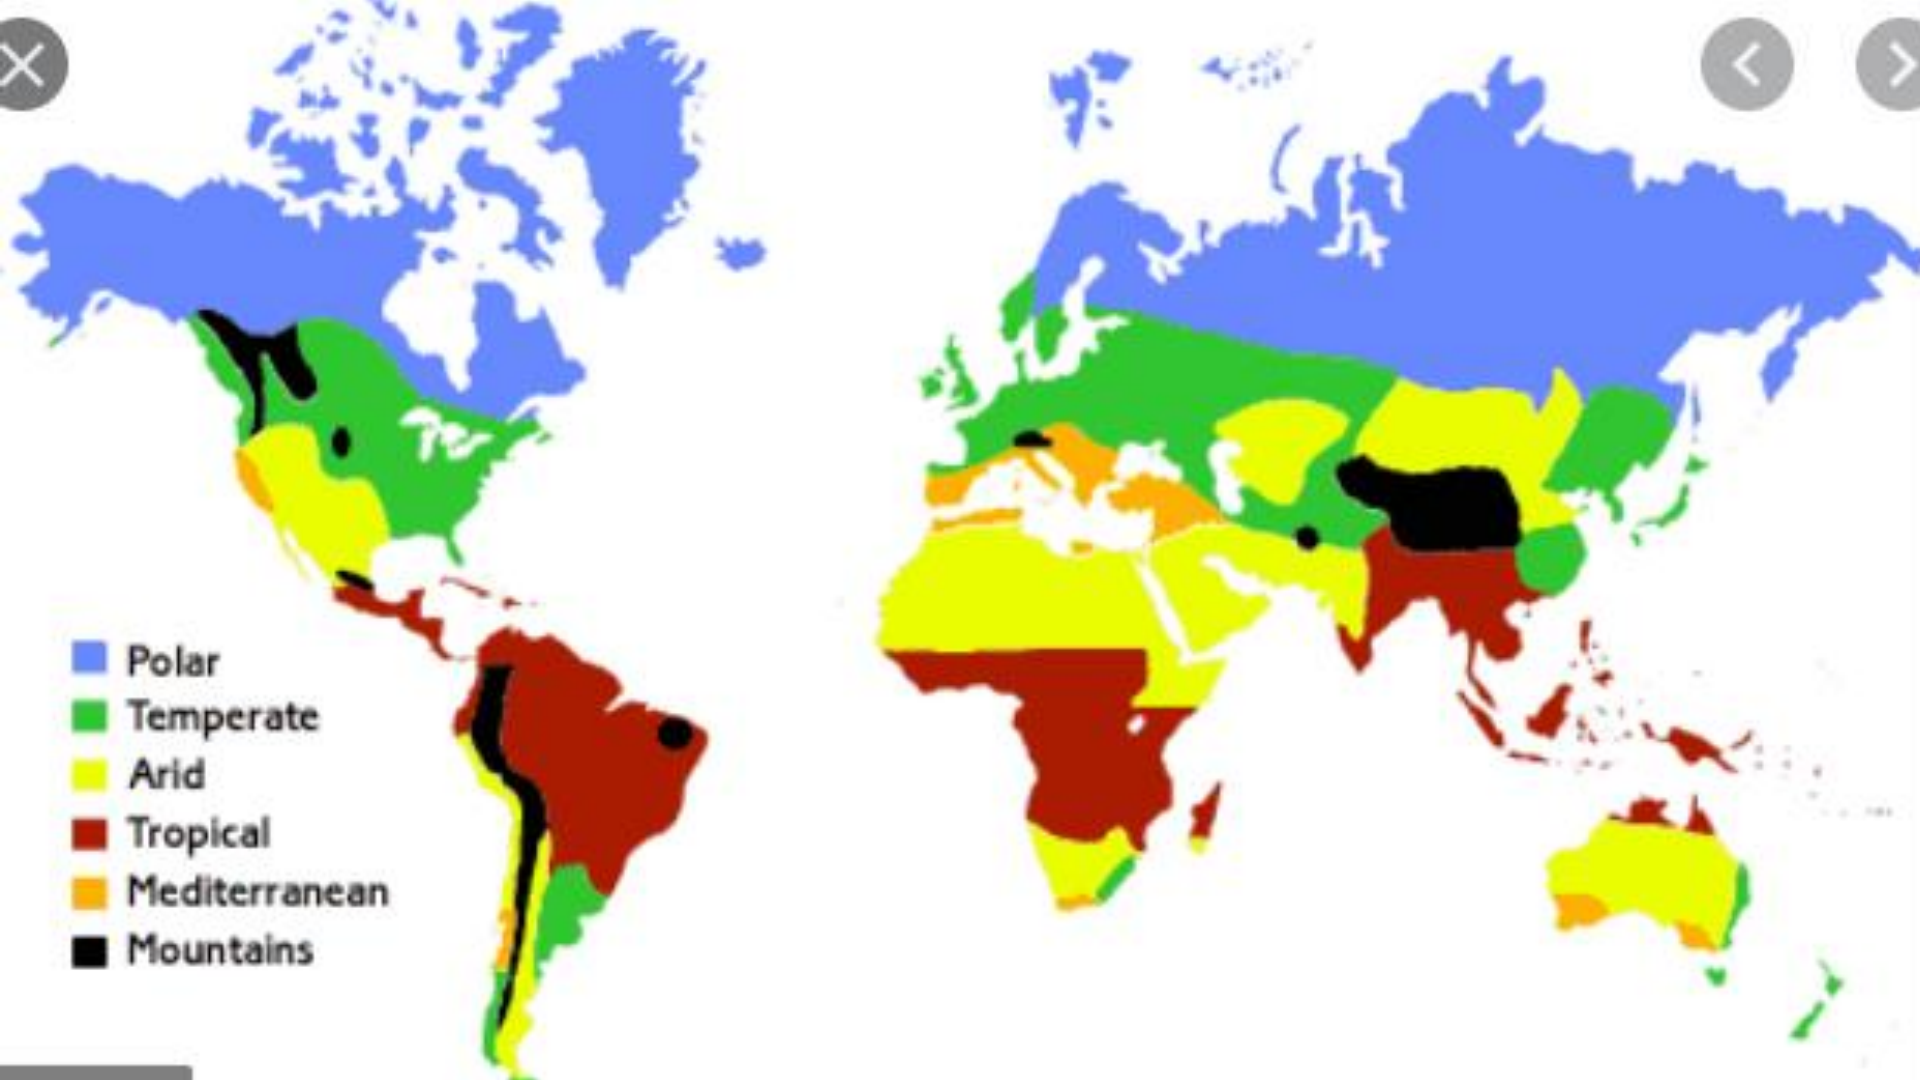 Polar
Temperate
Arid
Tropical
Mediterranean
Mountains